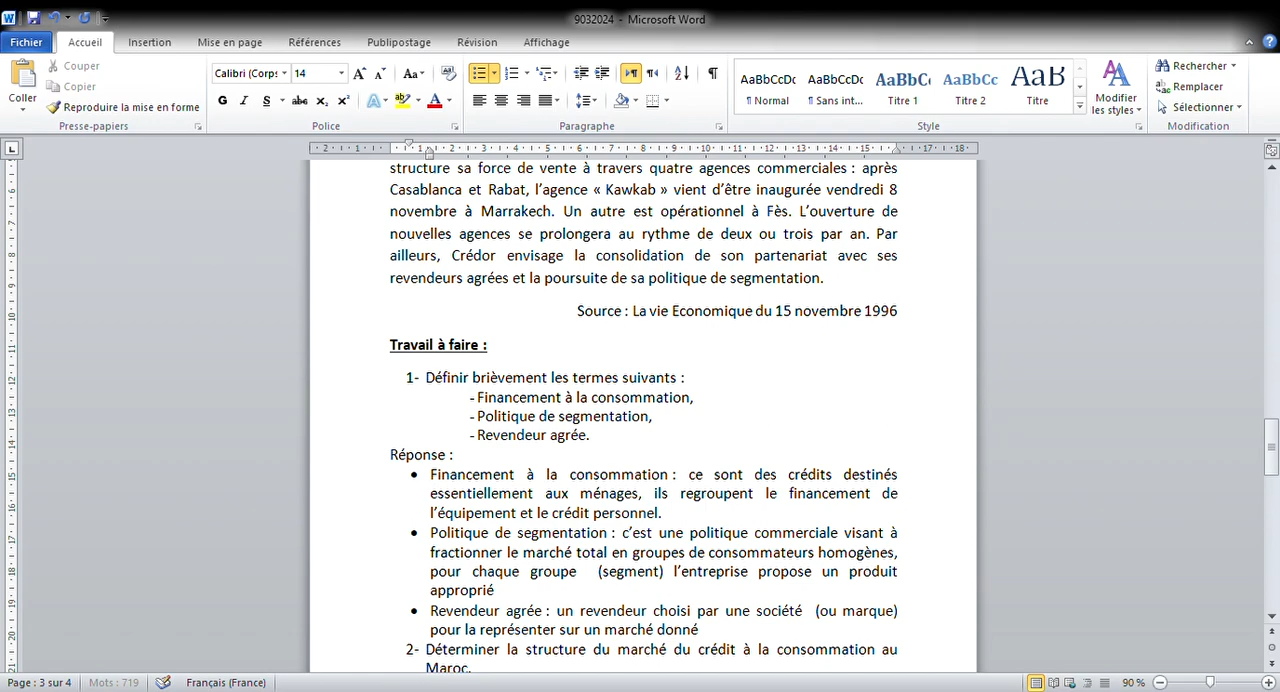 9032024 - Microsoft Word
Fichier Accueil Insertion Mise en page Références Publipostage Révision Affichage
Coller
Couper
Copier
Reproduire la mise en forme
Presse-papiers
Calibri (Corps 14
Police
Paragraphe
AaBbCcDc AaBbCcDc AaBbC AaBbCc AaB
¶ Normal ¶ Sans int... Titre 1 Titre 2 Titre
Modifier les styles
Style
Rechercher
Remplacer
Sélectionner
Modification
structure sa force de vente à travers quatre agences commerciales : après
Casablanca et Rabat, l’agence « Kawkab » vient d’être inaugurée vendredi 8
novembre à Marrakech. Un autre est opérationnel à Fès. L’ouverture de
nouvelles agences se prolongera au rythme de deux ou trois par an. Par
ailleurs, Crédor envisage la consolidation de son partenariat avec ses
revendeurs agrées et la poursuite de sa politique de segmentation.
Source : La vie Economique du 15 novembre 1996
Travail à faire :
1- Définir brièvement les termes suivants :
- Financement à la consommation,
- Politique de segmentation,
- Revendeur agrée.
Réponse :
• Financement à la consommation : ce sont des crédits destinés
essentiellement aux ménages, ils regroupent le financement de
l’équipement et le crédit personnel.
• Politique de segmentation : c’est une politique commerciale visant à
fractionner le marché total en groupes de consommateurs homogènes,
pour chaque groupe (segment) l’entreprise propose un produit
approprié
• Revendeur agrée : un revendeur choisi par une société (ou marque)
pour la représenter sur un marché donné
2- Déterminer la structure du marché du crédit à la consommation au
Maroc.
Page : 3 sur 4 Mots : 719 Français (France) 90 %